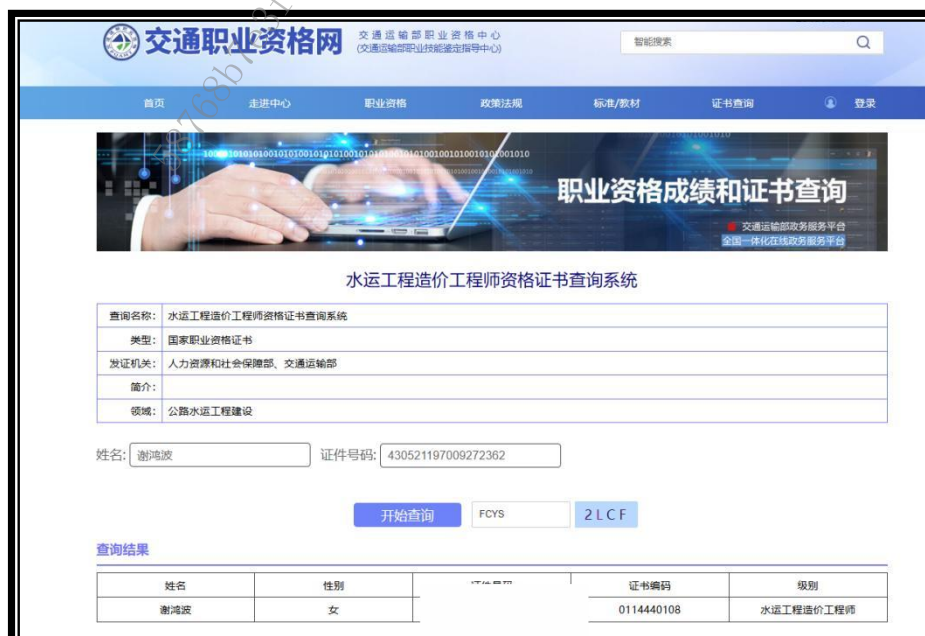 交通职业资格网
交通运输部职业资格中心
(交通运输部职业技能鉴定指导中心)
智能搜索
首页 走进中心 职业资格 政策法规 标准/教材 证书查询 登录
职业资格成绩和证书查询
交通运输部政务服务平台
全国一体化在线政务服务平台
水运工程造价工程师资格证书查询系统
查询名称: 水运工程造价工程师资格证书查询系统
类型: 国家职业资格证书
发证机关: 人力资源和社会保障部、交通运输部
简介:
领域: 公路水运工程建设
姓名: 谢鸿波 证件号码: 430521197009272362
开始查询 FCYS 2LCF
查询结果
姓名 性别 证件号码 证书编码 级别
谢鸿波 女 0114440108 水运工程造价工程师